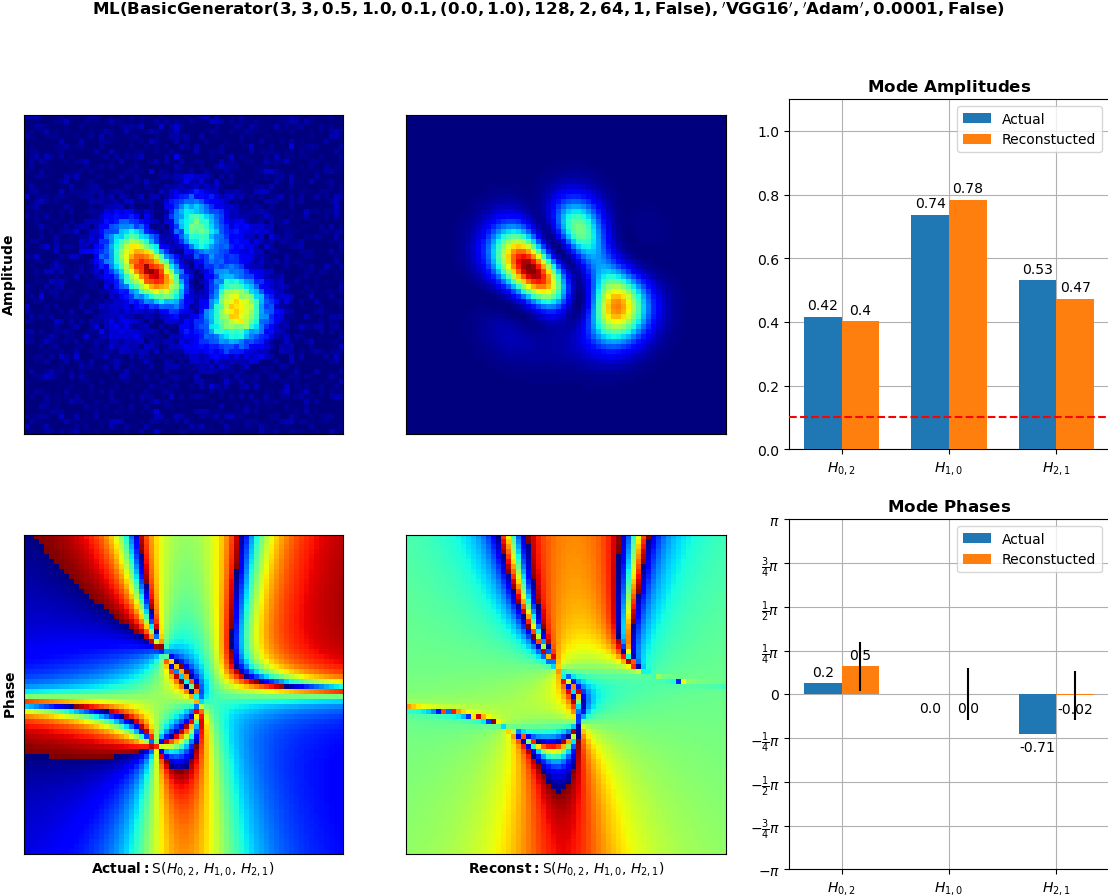 ML(BasicGenerator(3, 3, 0.5, 1.0, 0.1, (0.0, 1.0), 128, 2, 64, 1, False), ′VGG16′, ′Adam′, 0.0001, False)
Amplitude
Mode Amplitudes
Actual
Reconstucted
1.0
0.8
0.6
0.4
0.2
0.0
0.42
0.4
0.74
0.78
0.53
0.47
H0, 2
H1, 0
H2, 1
Phase
Actual: S(H0, 2, H1, 0, H2, 1)
Reconst: S(H0, 2, H1, 0, H2, 1)
Mode Phases
Actual
Reconstucted
π
3/4π
1/2π
1/4π
0
−1/4π
−1/2π
−3/4π
−π
0.2
0.5
0.0
0.0
-0.71
-0.02
H0, 2
H1, 0
H2, 1